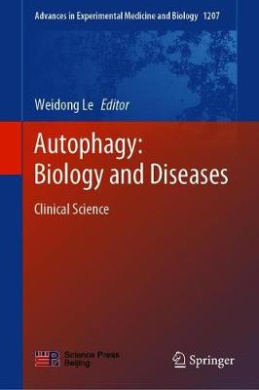 Advances in Experimental Medicine and Biology 1207
Weidong Le Editor
Autophagy:
Biology and Diseases
Clinical Science
Science Press
Beijing
Springer